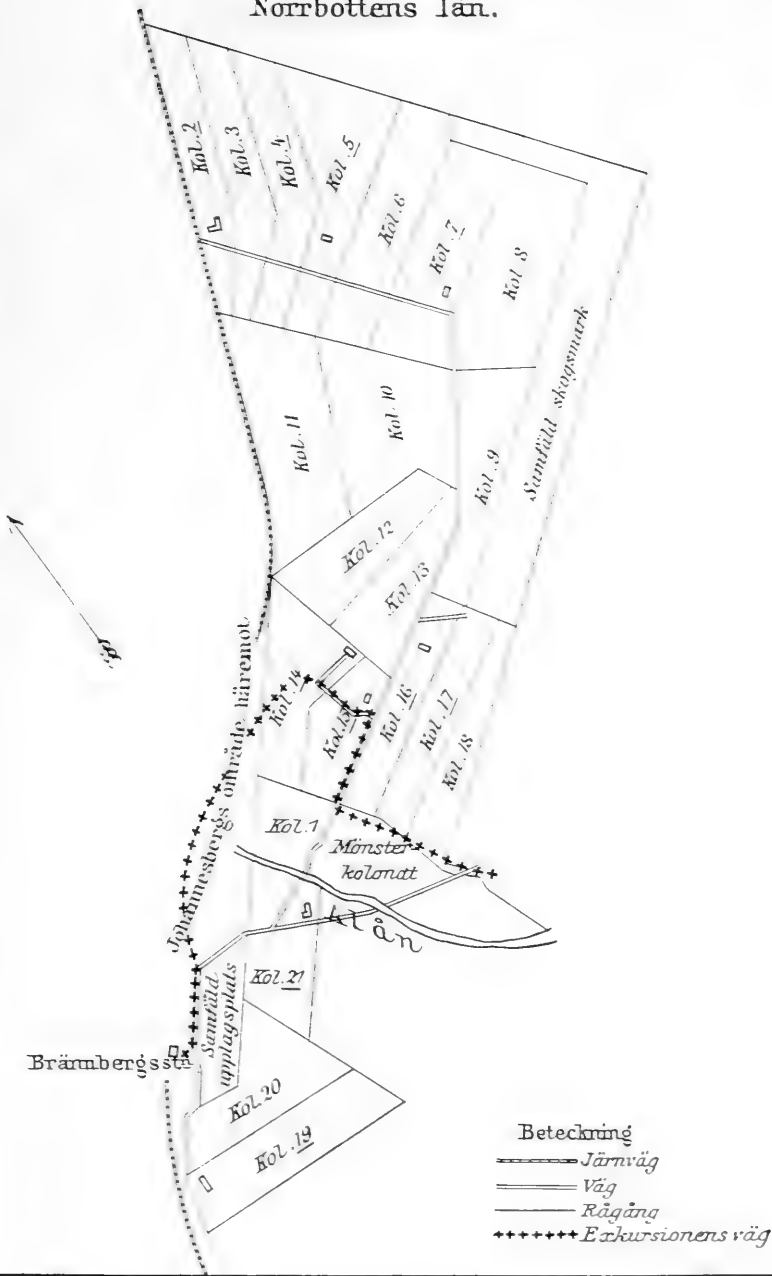 Norrbottens län.
Kol. 2
Kol. 3
Kol. 4
Kol. 5
Kol. 6
Kol. 7
Kol 8
Kol. 11
Kol. 10
Kol. 9
Samfäld skogsmark
Kol. 12
Kol. 13
Johannesbergs område häremot
Kol. 14
Kol. 15
Kol. 16
Kol. 17
Kol. 18
Kol. 1
Mönster-
kolonat
Alån
Kol. 21
Samfäld
upplagsplats
Brännbergsstn
Kol. 20
Kol. 19
Beteckning
Järnväg
Väg
Rågång
Exkursionens väg